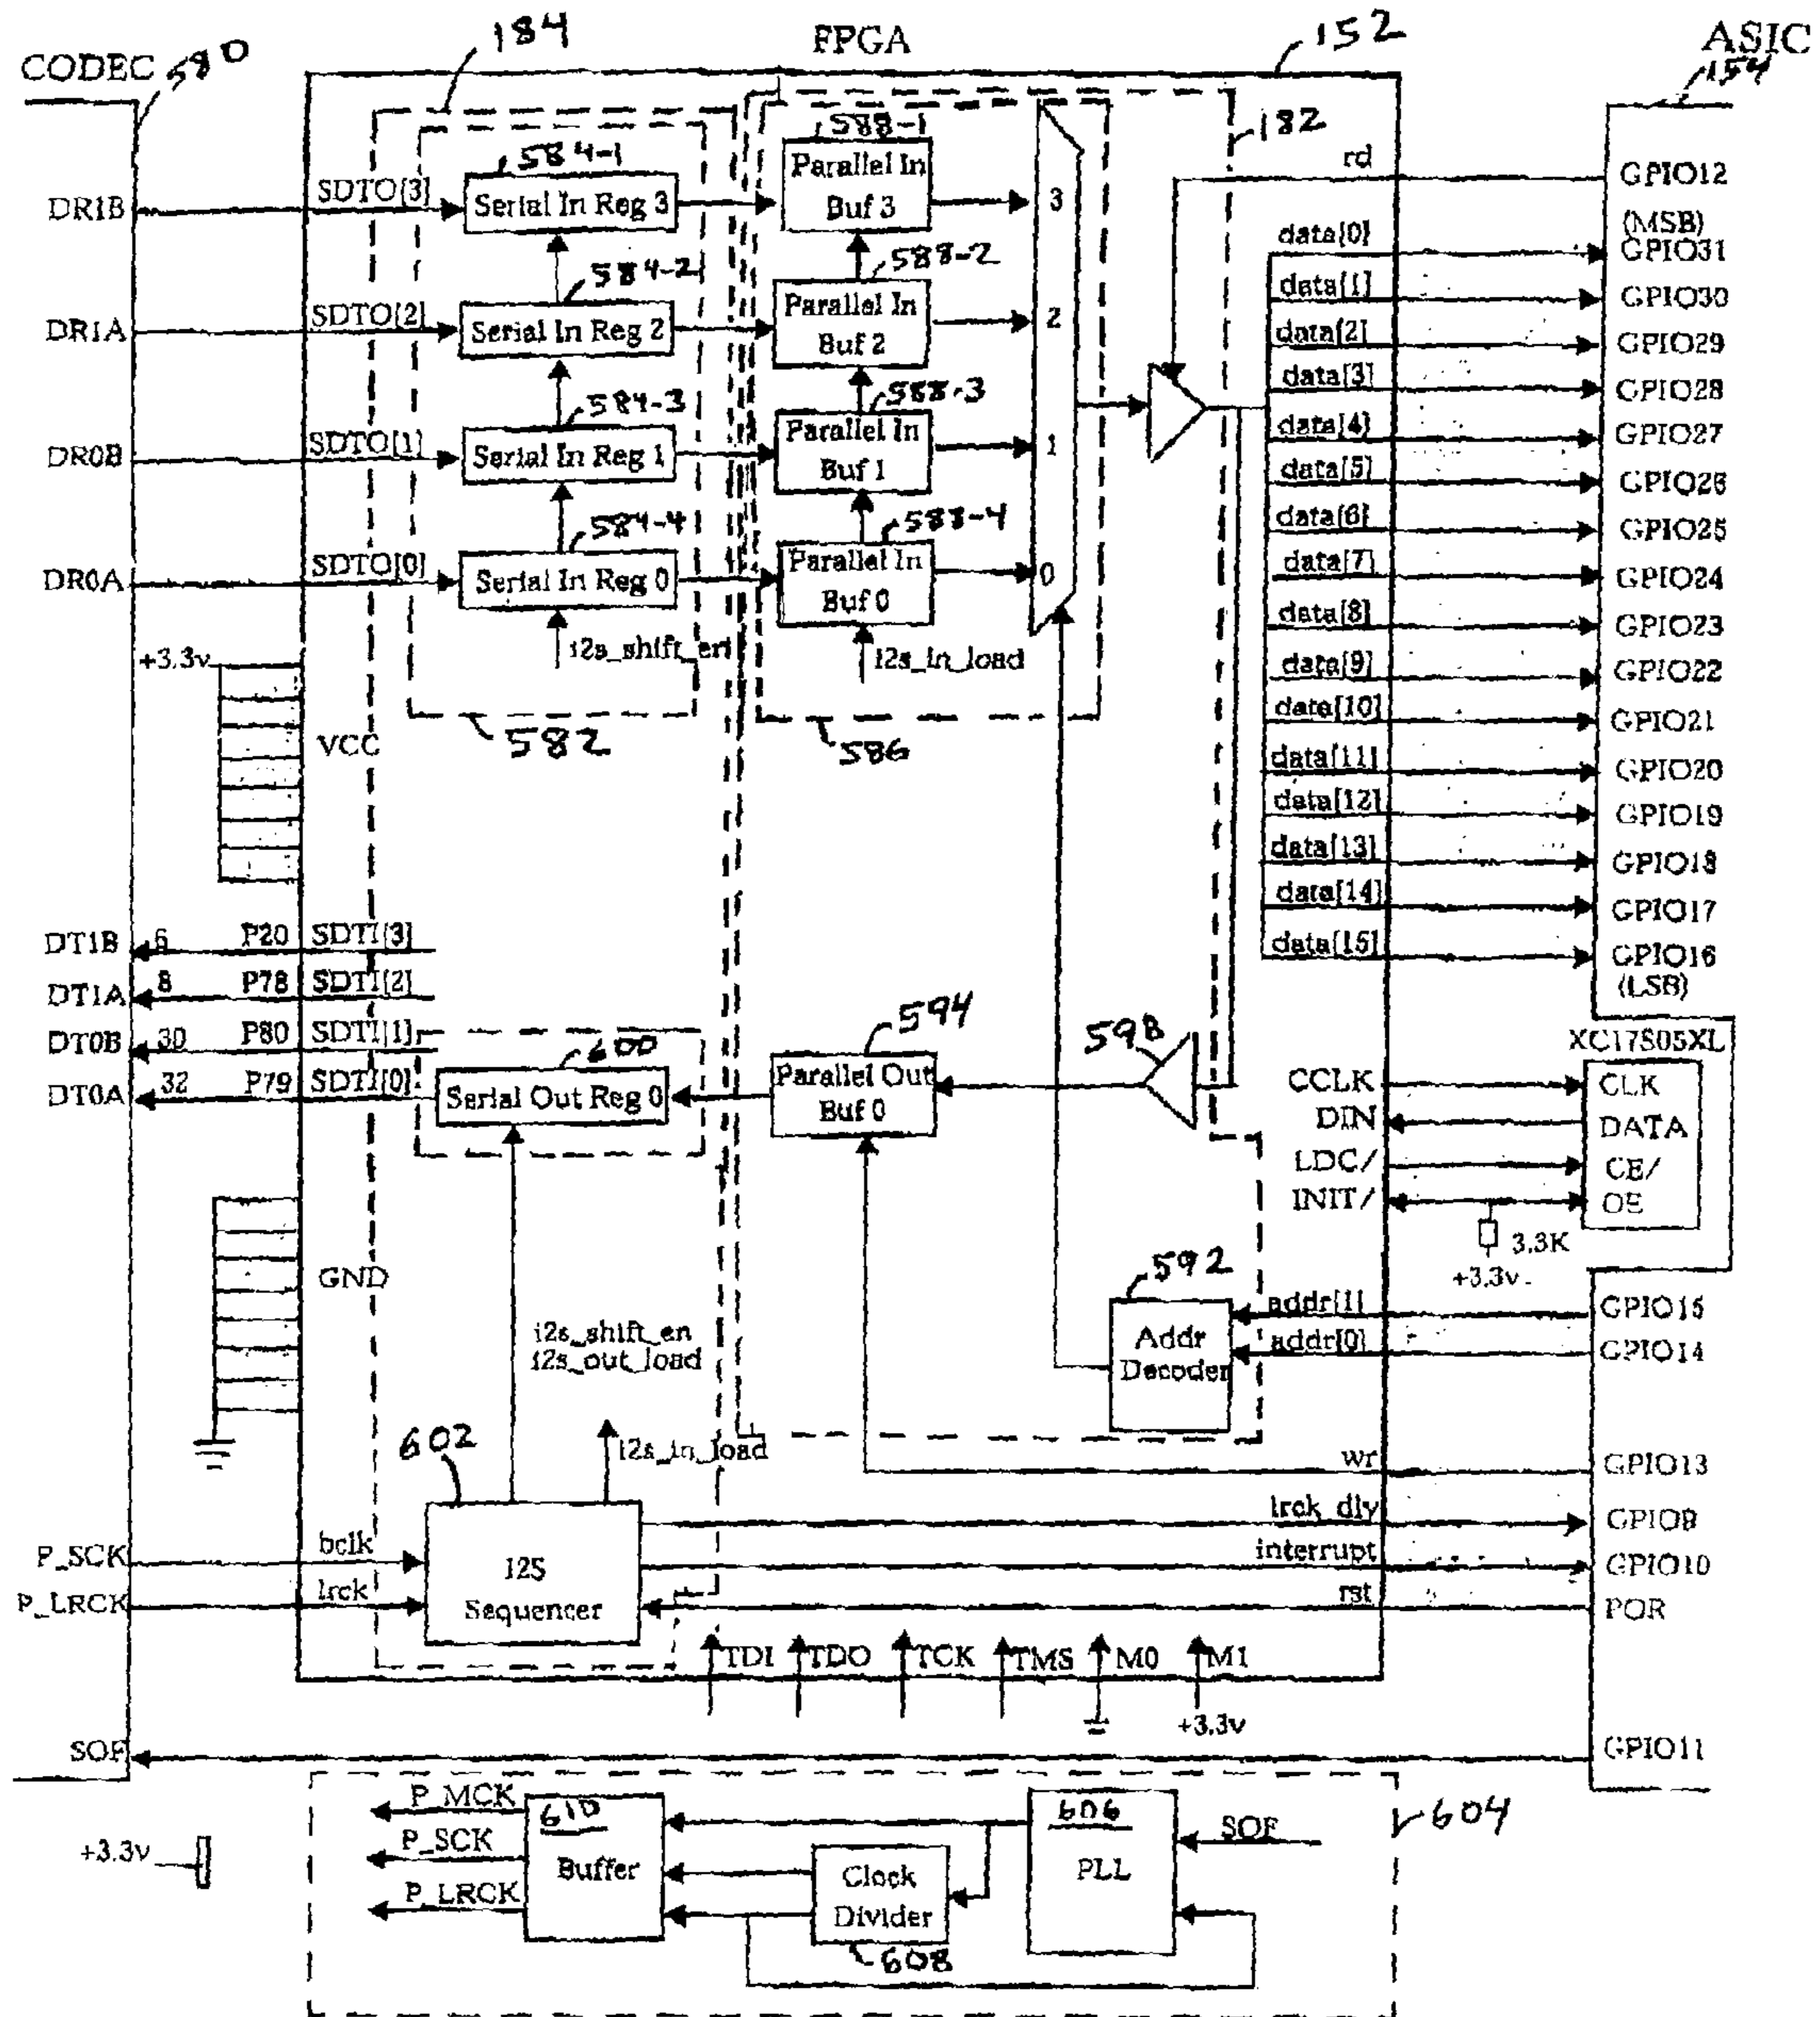 CODEC
580
184
FPGA
152
ASIC
154
588-1
182
584-1
rd
GPIO12
DR1B
SDTO[3]
Serial In Reg 3
Parallel In
Buf 3
3
(MSB)
data[0]
GPIO31
584-2
588-2
data[1]
GPIO30
DR1A
SDTO[2]
Serial In Reg 2
Parallel In
Buf 2
2
data[2]
GPIO29
data[3]
GPIO28
584-3
588-3
data[4]
GPIO27
DR0B
SDTO[1]
Serial In Reg 1
Parallel In
Buf 1
1
data[5]
GPIO26
584-4
588-4
data[6]
GPIO25
DR0A
SDTO[0]
Serial In Reg 0
Parallel In
Buf 0
0
data[7]
GPIO24
data[8]
GPIO23
+3.3v
i2s_shift_en
i2s_in_load
data[9]
GPIO22
data[10]
GPIO21
VCC
582
586
data[11]
GPIO20
data[12]
GPIO19
data[13]
GPIO18
data[14]
GPIO17
DT1B
6
P20
SDTI[3]
data[15]
GPIO16
(LSB)
DT1A
8
P78
SDTI[2]
594
598
DT0B
30
P80
SDTI[1]
600
XC17S05XL
DT0A
32
P79
SDTI[0]
Serial Out Reg 0
Parallel Out
Buf 0
CCLK
CLK
DIN
DATA
LDC/
CE/
INIT/
OE
3.3K
+3.3v
GND
592
addr[1]
GPIO15
i2s_shift_en
i2s_out_load
Addr
Decoder
addr[0]
GPIO14
602
i2s_in_load
wr
GPIO13
lrck_dly
GPIO9
P_SCK
bclk
I2S
Sequencer
interrupt
GPIO10
P_LRCK
lrck
rst
POR
TDI
TDO
TCK
TMS
M0
M1
+3.3v
SOF
GPIO11
P_MCK
610
606
604
P_SCK
SOF
+3.3v
Buffer
Clock
Divider
PLL
P_LRCK
608